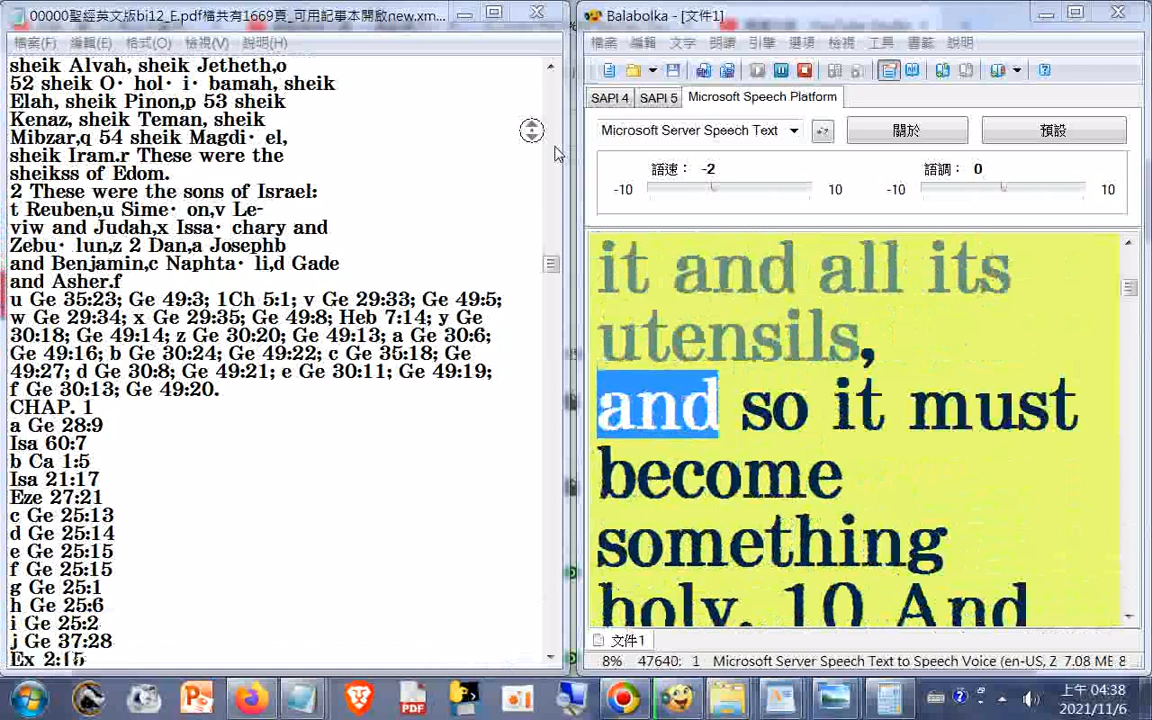 00000聖經英文版bi12_E.pdf檔共有1669頁_可用記事本開啟new.xm...
檔案(F) 編輯(E) 格式(O) 檢視(V) 說明(H)
sheik Alvah, sheik Jetheth,o
52 sheik O· hol· i· bamah, sheik
Elah, sheik Pinon,p 53 sheik
Kenaz, sheik Teman, sheik
Mibzar,q 54 sheik Magdi· el,
sheik Iram.r These were the
sheikss of Edom.
2 These were the sons of Israel:
t Reuben,u Sime· on,v Le-
viw and Judah,x Issa· chary and
Zebu· lun,z 2 Dan,a Josephb
and Benjamin,c Naphta· li,d Gade
and Asher.f
u Ge 35:23; Ge 49:3; 1Ch 5:1; v Ge 29:33; Ge 49:5;
w Ge 29:34; x Ge 29:35; Ge 49:8; Heb 7:14; y Ge
30:18; Ge 49:14; z Ge 30:20; Ge 49:13; a Ge 30:6;
Ge 49:16; b Ge 30:24; Ge 49:22; c Ge 35:18; Ge
49:27; d Ge 30:8; Ge 49:21; e Ge 30:11; Ge 49:19;
f Ge 30:13; Ge 49:20.
CHAP. 1
a Ge 28:9
Isa 60:7
b Ca 1:5
Isa 21:17
Eze 27:21
c Ge 25:13
d Ge 25:14
e Ge 25:15
f Ge 25:15
g Ge 25:1
h Ge 25:6
i Ge 25:2
j Ge 37:28
Ex 2:15
Balabolka - [文件1]
檔案 編輯 文字 朗讀 引擎 選項 檢視 工具 書籤 說明
SAPI 4 SAPI 5 Microsoft Speech Platform
Microsoft Server Speech Text 關於 預設
語速： -2 語調： 0
-10 10 -10 10
it and all its
utensils,
and so it must
become
something
holy. 10 And
文件1
8% 47640: 1 Microsoft Server Speech Text to Speech Voice (en-US, Z 7.08 MB 8
上午 04:38
2021/11/6